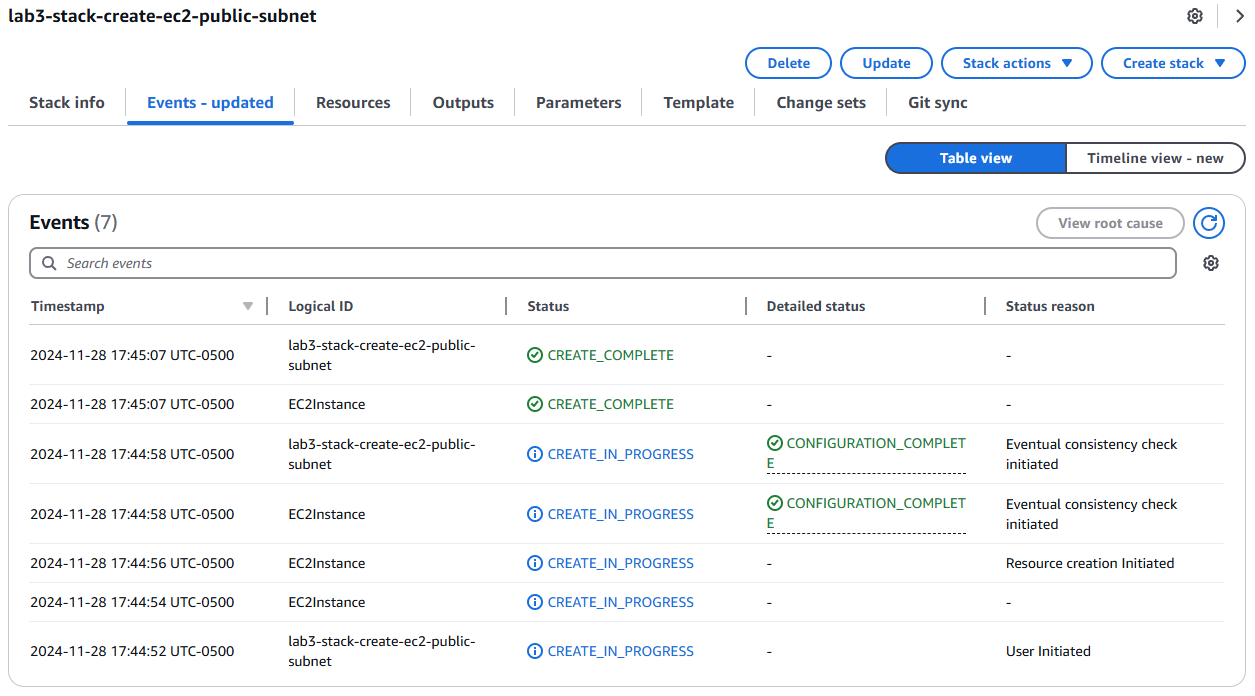 lab3-stack-create-ec2-public-subnet
Delete Update Stack actions Create stack
Stack info Events - updated Resources Outputs Parameters Template Change sets Git sync
Table view Timeline view - new
Events (7) View root cause
Search events
Timestamp Logical ID Status Detailed status Status reason
2024-11-28 17:45:07 UTC-0500 lab3-stack-create-ec2-public- CREATE_COMPLETE - -
subnet
2024-11-28 17:45:07 UTC-0500 EC2Instance CREATE_COMPLETE - -
2024-11-28 17:44:58 UTC-0500 lab3-stack-create-ec2-public- CREATE_IN_PROGRESS CONFIGURATION_COMPLET Eventual consistency check
subnet E initiated
2024-11-28 17:44:58 UTC-0500 EC2Instance CREATE_IN_PROGRESS CONFIGURATION_COMPLET Eventual consistency check
E initiated
2024-11-28 17:44:56 UTC-0500 EC2Instance CREATE_IN_PROGRESS - Resource creation Initiated
2024-11-28 17:44:54 UTC-0500 EC2Instance CREATE_IN_PROGRESS - -
2024-11-28 17:44:52 UTC-0500 lab3-stack-create-ec2-public- CREATE_IN_PROGRESS - User Initiated
subnet